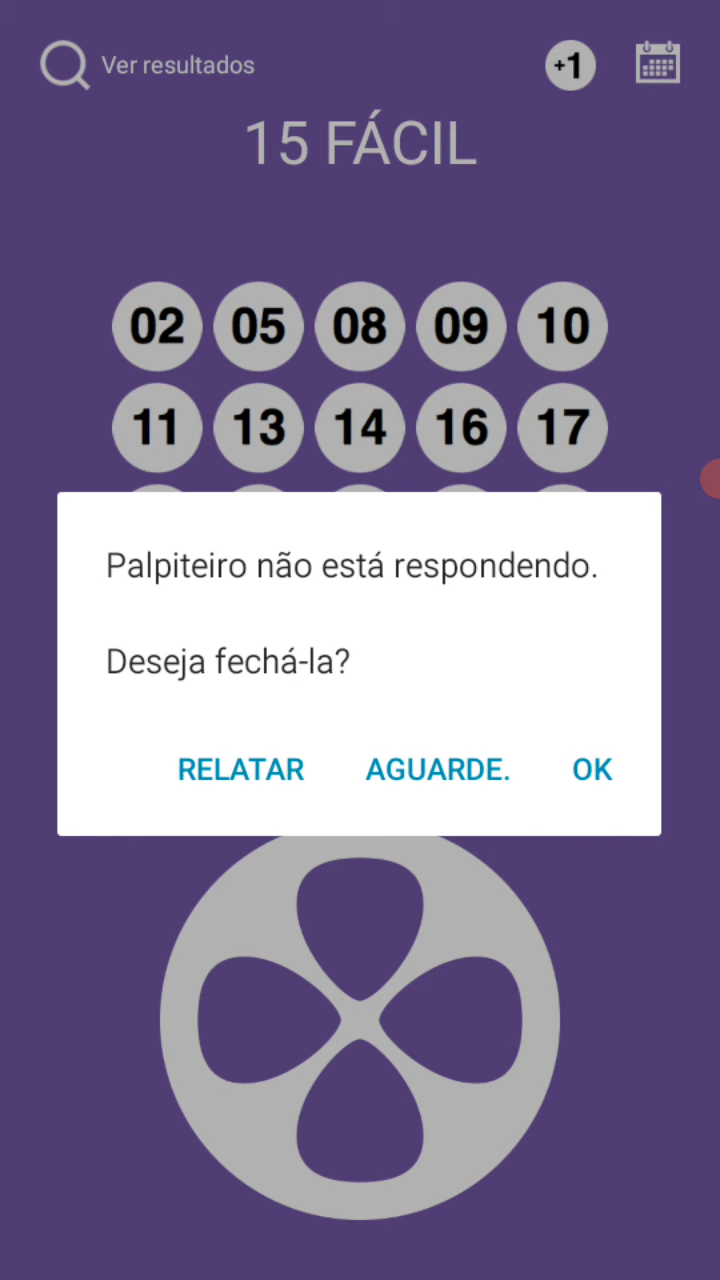 Ver resultados
+1
15 FÁCIL
02 05 08 09 10
11 13 14 16 17
Palpiteiro não está respondendo.
Deseja fechá-la?
RELATAR AGUARDE. OK